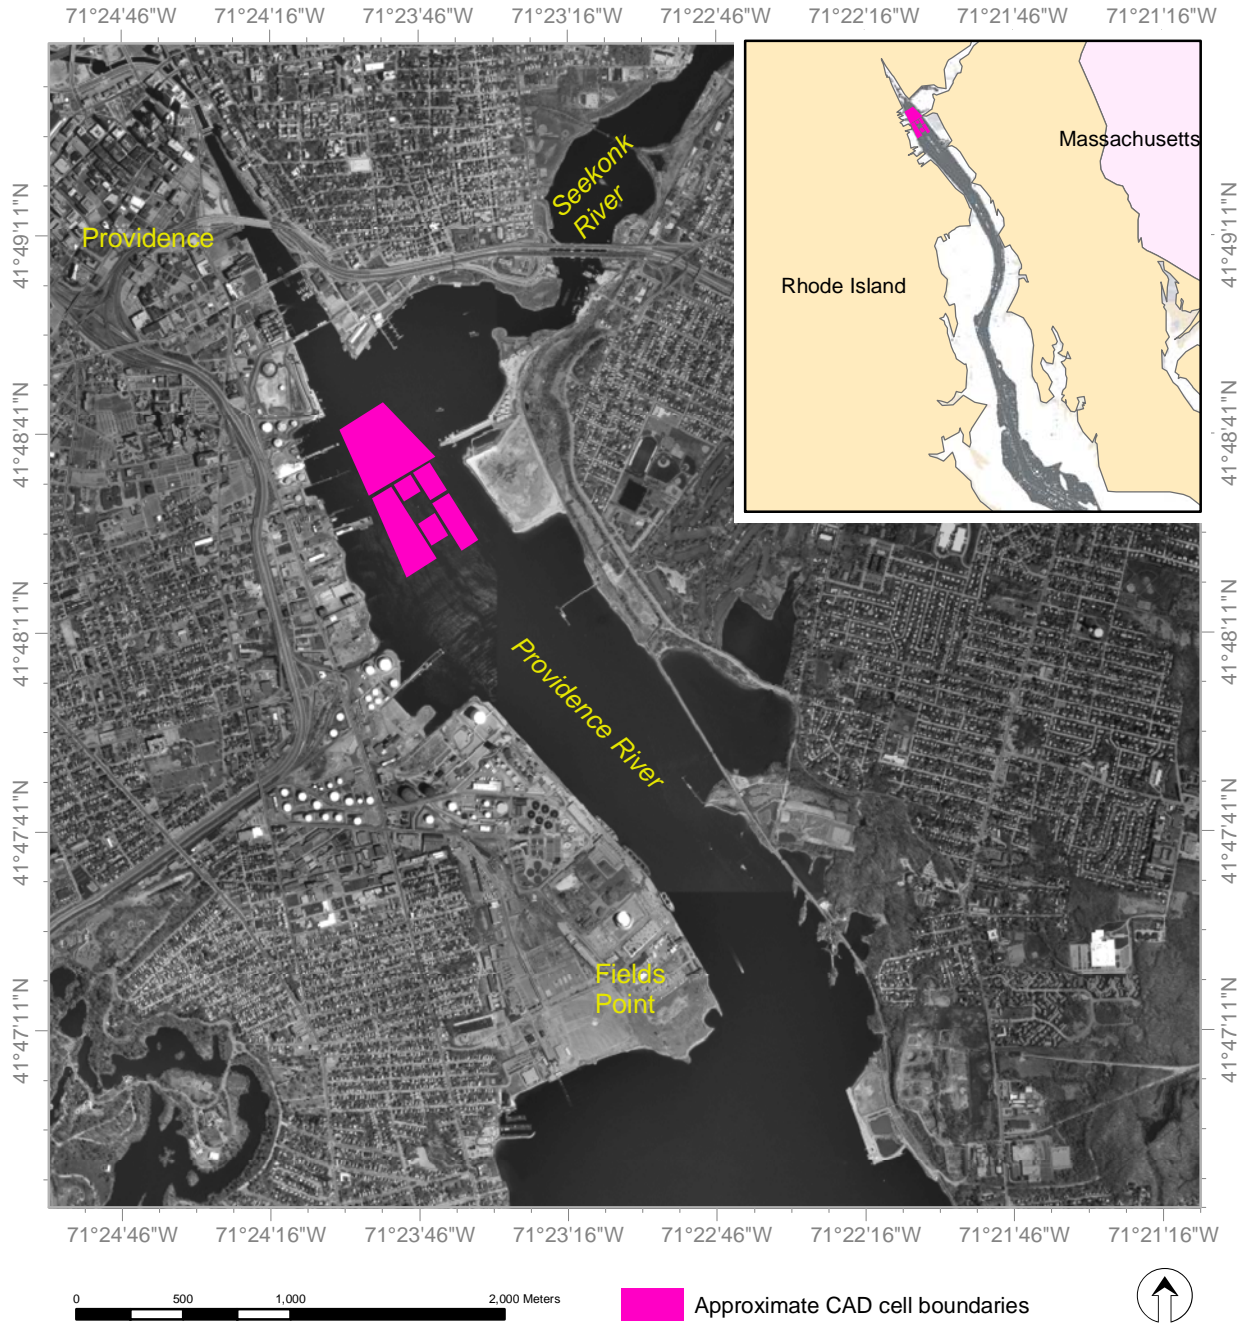 71°24'46"W
71°24'16"W
71°23'46"W
71°23'16"W
71°22'46"W
71°22'16"W
71°21'46"W
71°21'16"W
Massachusetts
Rhode Island
Seekonk
River
Providence
Providence River
Fields
Point
41°49'11"N
41°48'41"N
41°48'11"N
41°47'41"N
41°47'11"N
41°49'11"N
41°48'41"N
41°48'11"N
41°47'41"N
41°47'11"N
71°24'46"W
71°24'16"W
71°23'46"W
71°23'16"W
71°22'46"W
71°22'16"W
71°21'46"W
71°21'16"W
0 500 1,000 2,000 Meters
Approximate CAD cell boundaries